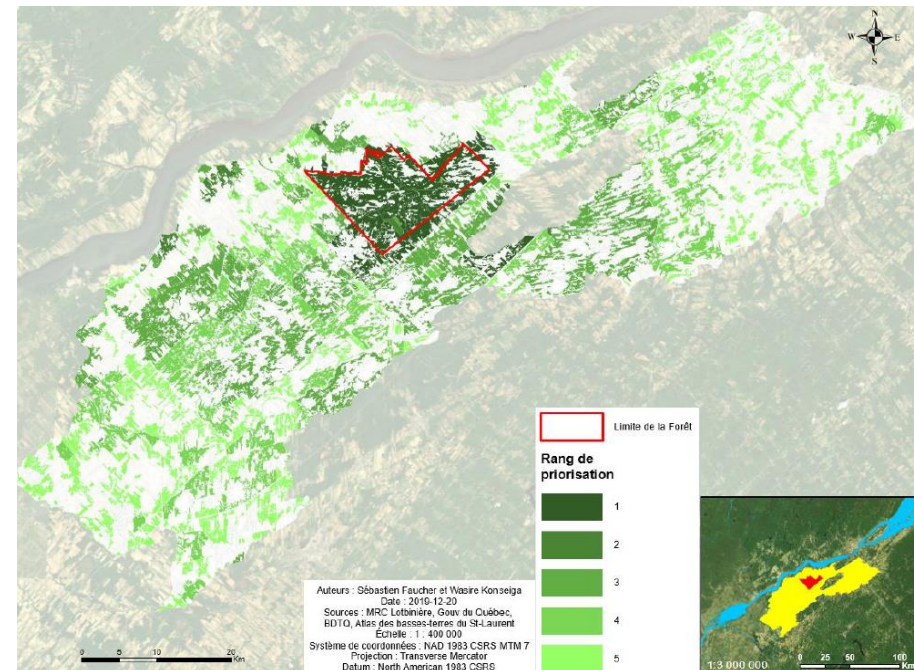 N
W
E
S
Limite de la Forêt
Rang de
priorisation
1
2
3
4
5
Auteurs : Sébastien Faucher et Wasire Konseiga
Date : 2019-12-20
Sources : MRC Lotbinière, Gouv du Québec,
BDTQ, Atlas des basses-terres du St-Laurent
Échelle : 1 : 400 000
Système de coordonnées : NAD 1983 CSRS MTM 7
Projection : Transverse Mercator
Datum : North American 1983 CSRS
0 5 10 20
Km
1:3 000 000
0 50 100
Km